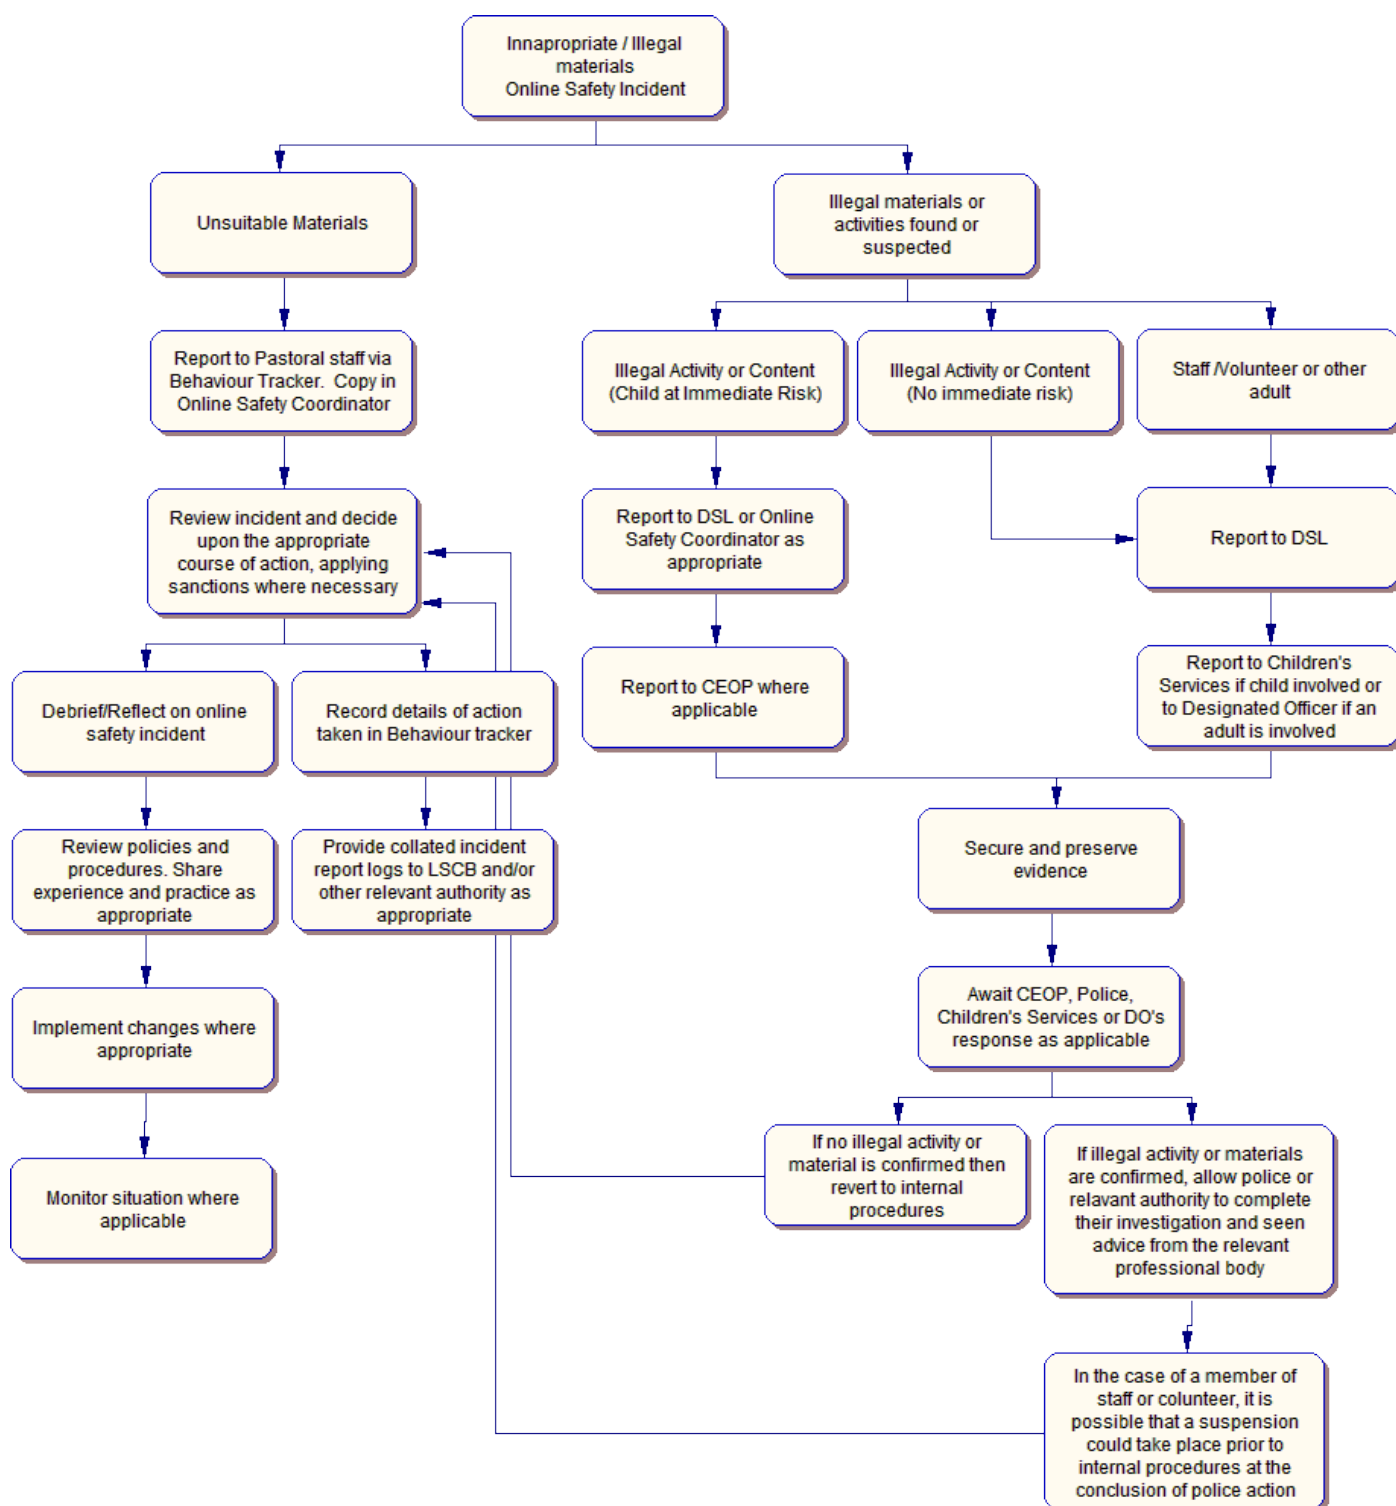 Innapropriate / Illegal
materials
Online Safety Incident
Unsuitable Materials
Illegal materials or
activities found or
suspected
Report to Pastoral staff via
Behaviour Tracker.  Copy in
Online Safety Coordinator
Illegal Activity or Content
(Child at Immediate Risk)
Illegal Activity or Content
(No immediate risk)
Staff /Volunteer or other
adult
Review incident and decide
upon the appropriate
course of action, applying
sanctions where necessary
Report to DSL or Online
Safety Coordinator as
appropriate
Report to DSL
Debrief/Reflect on online
safety incident
Record details of action
taken in Behaviour tracker
Report to CEOP where
applicable
Report to Children's
Services if child involved or
to Designated Officer if an
adult is involved
Review policies and
procedures. Share
experience and practice as
appropriate
Provide collated incident
report logs to LSCB and/or
other relevant authority as
appropriate
Secure and preserve
evidence
Implement changes where
appropriate
Await CEOP, Police,
Children's Services or DO's
response as applicable
Monitor situation where
applicable
If no illegal activity or
material is confirmed then
revert to internal
procedures
If illegal activity or materials
are confirmed, allow police or
relavant authority to complete
their investigation and seen
advice from the relevant
professional body
In the case of a member of
staff or colunteer, it is
possible that a suspension
could take place prior to
internal procedures at the
conclusion of police action